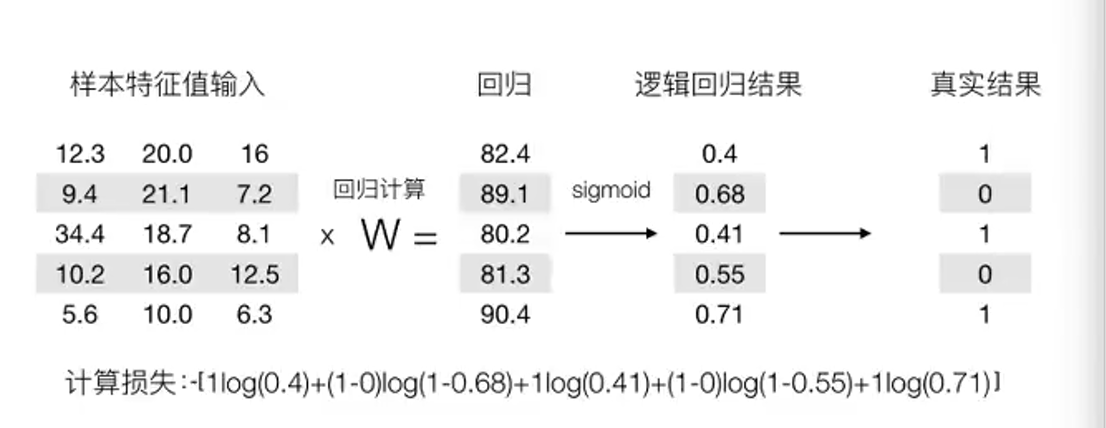 样本特征值输入 回归 逻辑回归结果 真实结果
12.3 20.0 16 82.4 0.4 1
回归计算 sigmoid
9.4 21.1 7.2 89.1 0.68 0
34.4 18.7 8.1 x W = 80.2 0.41 1
10.2 16.0 12.5 81.3 0.55 0
5.6 10.0 6.3 90.4 0.71 1
计算损失:-[1log(0.4)+(1-0)log(1-0.68)+1log(0.41)+(1-0)log(1-0.55)+1log(0.71)]